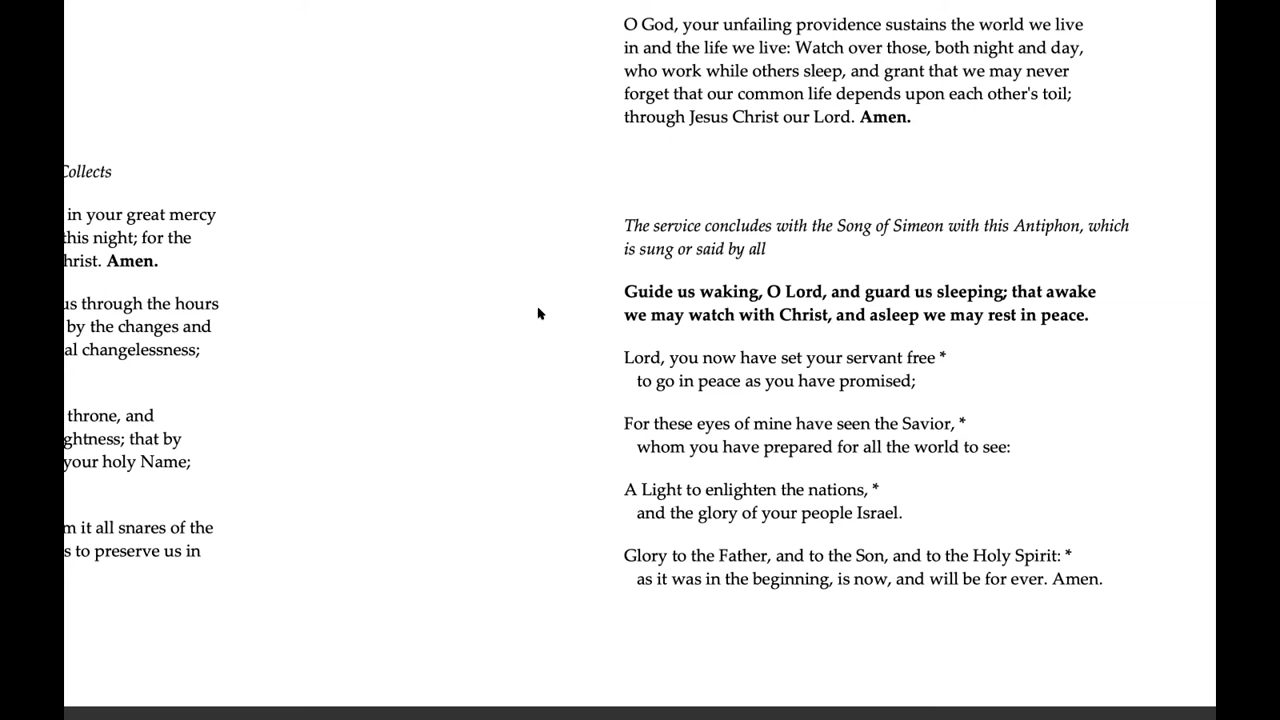 Collects
in your great mercy
this night; for the
hrist. Amen.
us through the hours
by the changes and
al changelessness;
throne, and
ghtness; that by
your holy Name;
m it all snares of the
s to preserve us in
O God, your unfailing providence sustains the world we live
in and the life we live: Watch over those, both night and day,
who work while others sleep, and grant that we may never
forget that our common life depends upon each other's toil;
through Jesus Christ our Lord. Amen.
The service concludes with the Song of Simeon with this Antiphon, which
is sung or said by all
Guide us waking, O Lord, and guard us sleeping; that awake
we may watch with Christ, and asleep we may rest in peace.
Lord, you now have set your servant free *
to go in peace as you have promised;
For these eyes of mine have seen the Savior, *
whom you have prepared for all the world to see:
A Light to enlighten the nations, *
and the glory of your people Israel.
Glory to the Father, and to the Son, and to the Holy Spirit: *
as it was in the beginning, is now, and will be for ever. Amen.